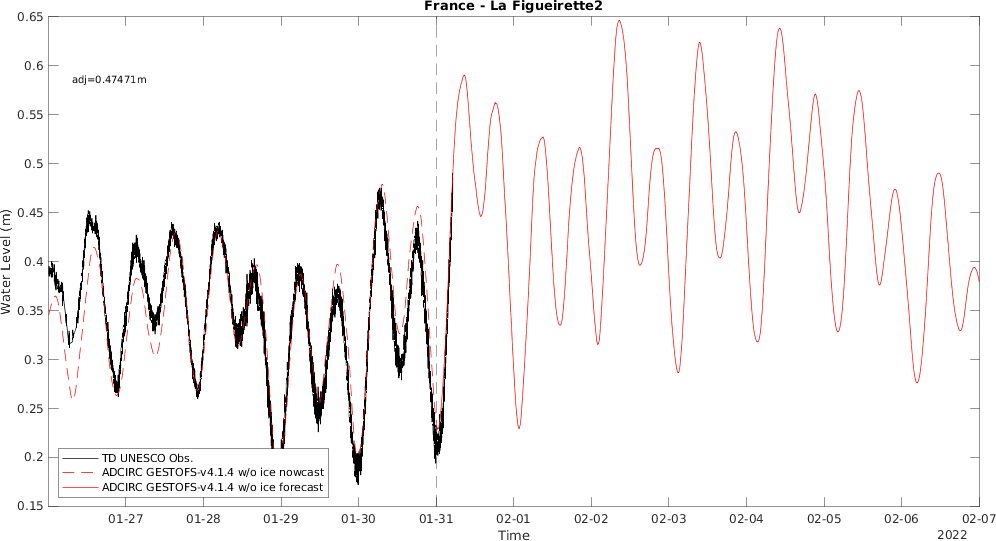 France - La Figueirette2
adj=0.47471m
Water Level (m)
0.65
0.6
0.55
0.5
0.45
0.4
0.35
0.3
0.25
0.2
0.15
TD UNESCO Obs.
ADCIRC GESTOFS-v4.1.4 w/o ice nowcast
ADCIRC GESTOFS-v4.1.4 w/o ice forecast
01-27 01-28 01-29 01-30 01-31 02-01 02-02 02-03 02-04 02-05 02-06 02-07
Time
2022